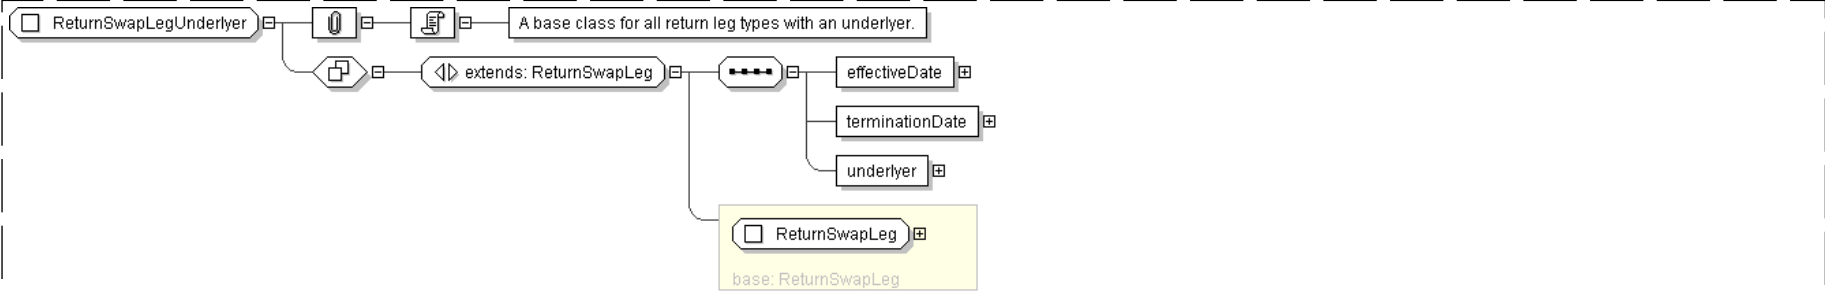 ReturnSwapLegUnderlyer
A base class for all return leg types with an underlyer.
extends: ReturnSwapLeg
effectiveDate
terminationDate
underlyer
ReturnSwapLeg
base: ReturnSwapLeg